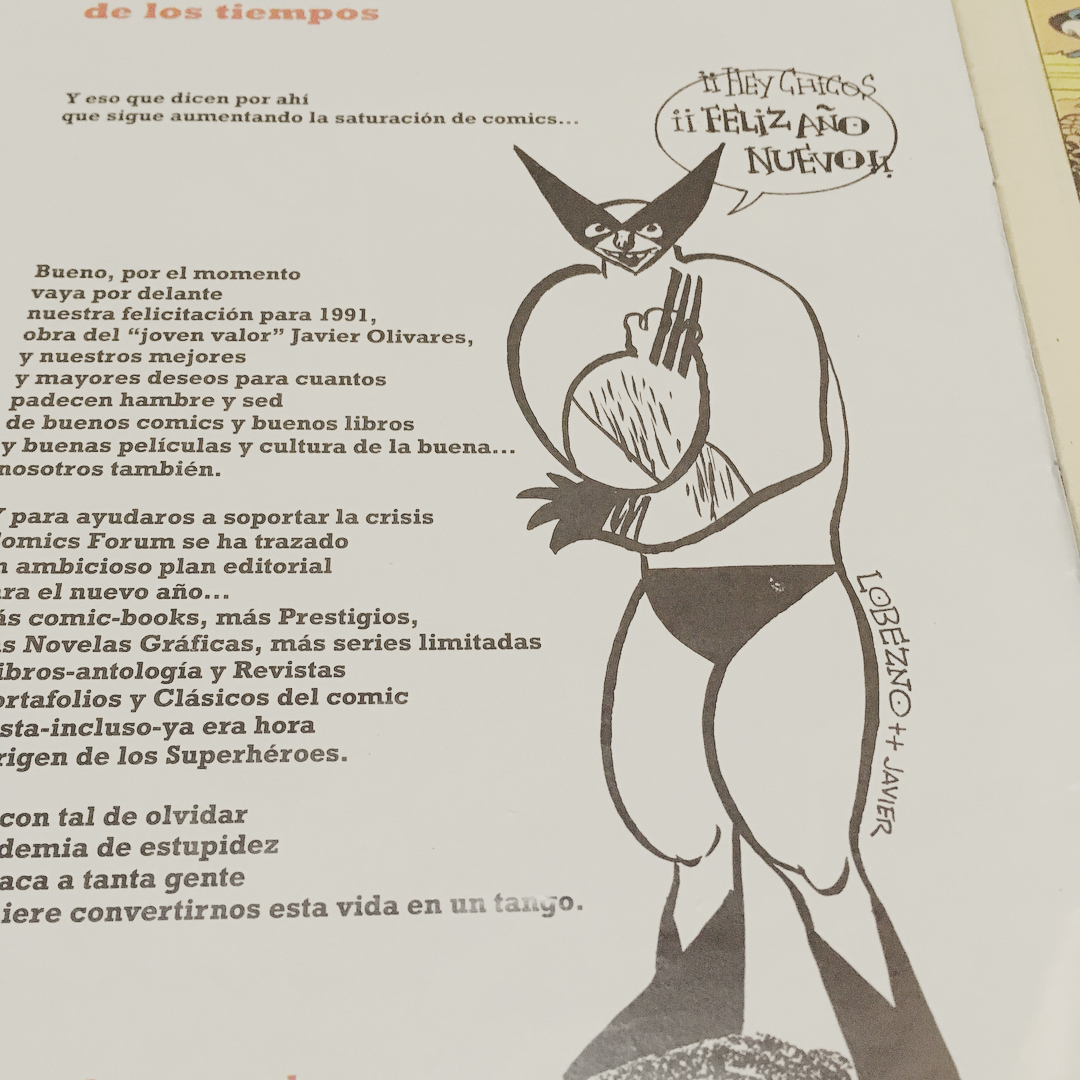 de los tiempos
Y eso que dicen por ahí
que sigue aumentando la saturación de comics...
¡¡HEY CHICOS
¡¡FELIZ AÑO
NUEVO!!
Bueno, por el momento
vaya por delante
nuestra felicitación para 1991,
obra del “joven valor” Javier Olivares,
y nuestros mejores
y mayores deseos para cuantos
padecen hambre y sed
de buenos comics y buenos libros
y buenas películas y cultura de la buena...
nosotros también.
Y para ayudaros a soportar la crisis
omics Forum se ha trazado
n ambicioso plan editorial
ra el nuevo año...
ás comic-books, más Prestigios,
s Novelas Gráficas, más series limitadas
ibros-antología y Revistas
ortafolios y Clásicos del comic
sta-incluso-ya era hora
rigen de los Superhéroes.
con tal de olvidar
demia de estupidez
aca a tanta gente
iere convertirnos esta vida en un tango.
LOBEZNO ++ JAVIER